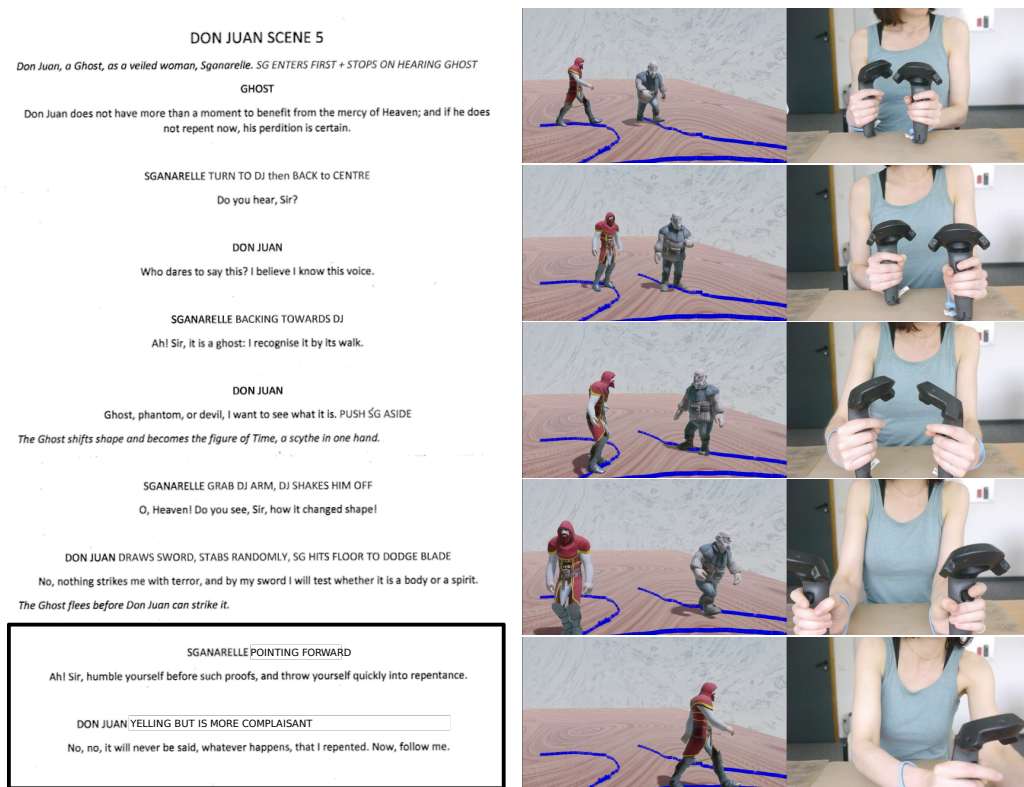 DON JUAN SCENE 5
Don Juan, a Ghost, as a veiled woman, Sganarelle. SG ENTERS FIRST + STOPS ON HEARING GHOST
GHOST
Don Juan does not have more than a moment to benefit from the mercy of Heaven; and if he does
not repent now, his perdition is certain.
SGANARELLE TURN TO DJ then BACK to CENTRE
Do you hear, Sir?
DON JUAN
Who dares to say this? I believe I know this voice.
SGANARELLE BACKING TOWARDS DJ
Ah! Sir, it is a ghost: I recognise it by its walk.
DON JUAN
Ghost, phantom, or devil, I want to see what it is. PUSH SG ASIDE
The Ghost shifts shape and becomes the figure of Time, a scythe in one hand.
SGANARELLE GRAB DJ ARM, DJ SHAKES HIM OFF
O, Heaven! Do you see, Sir, how it changed shape!
DON JUAN DRAWS SWORD, STABS RANDOMLY, SG HITS FLOOR TO DODGE BLADE
No, nothing strikes me with terror, and by my sword I will test whether it is a body or a spirit.
The Ghost flees before Don Juan can strike it.
SGANARELLE POINTING FORWARD
Ah! Sir, humble yourself before such proofs, and throw yourself quickly into repentance.
DON JUAN YELLING BUT IS MORE COMPLAISANT
No, no, it will never be said, whatever happens, that I repented. Now, follow me.